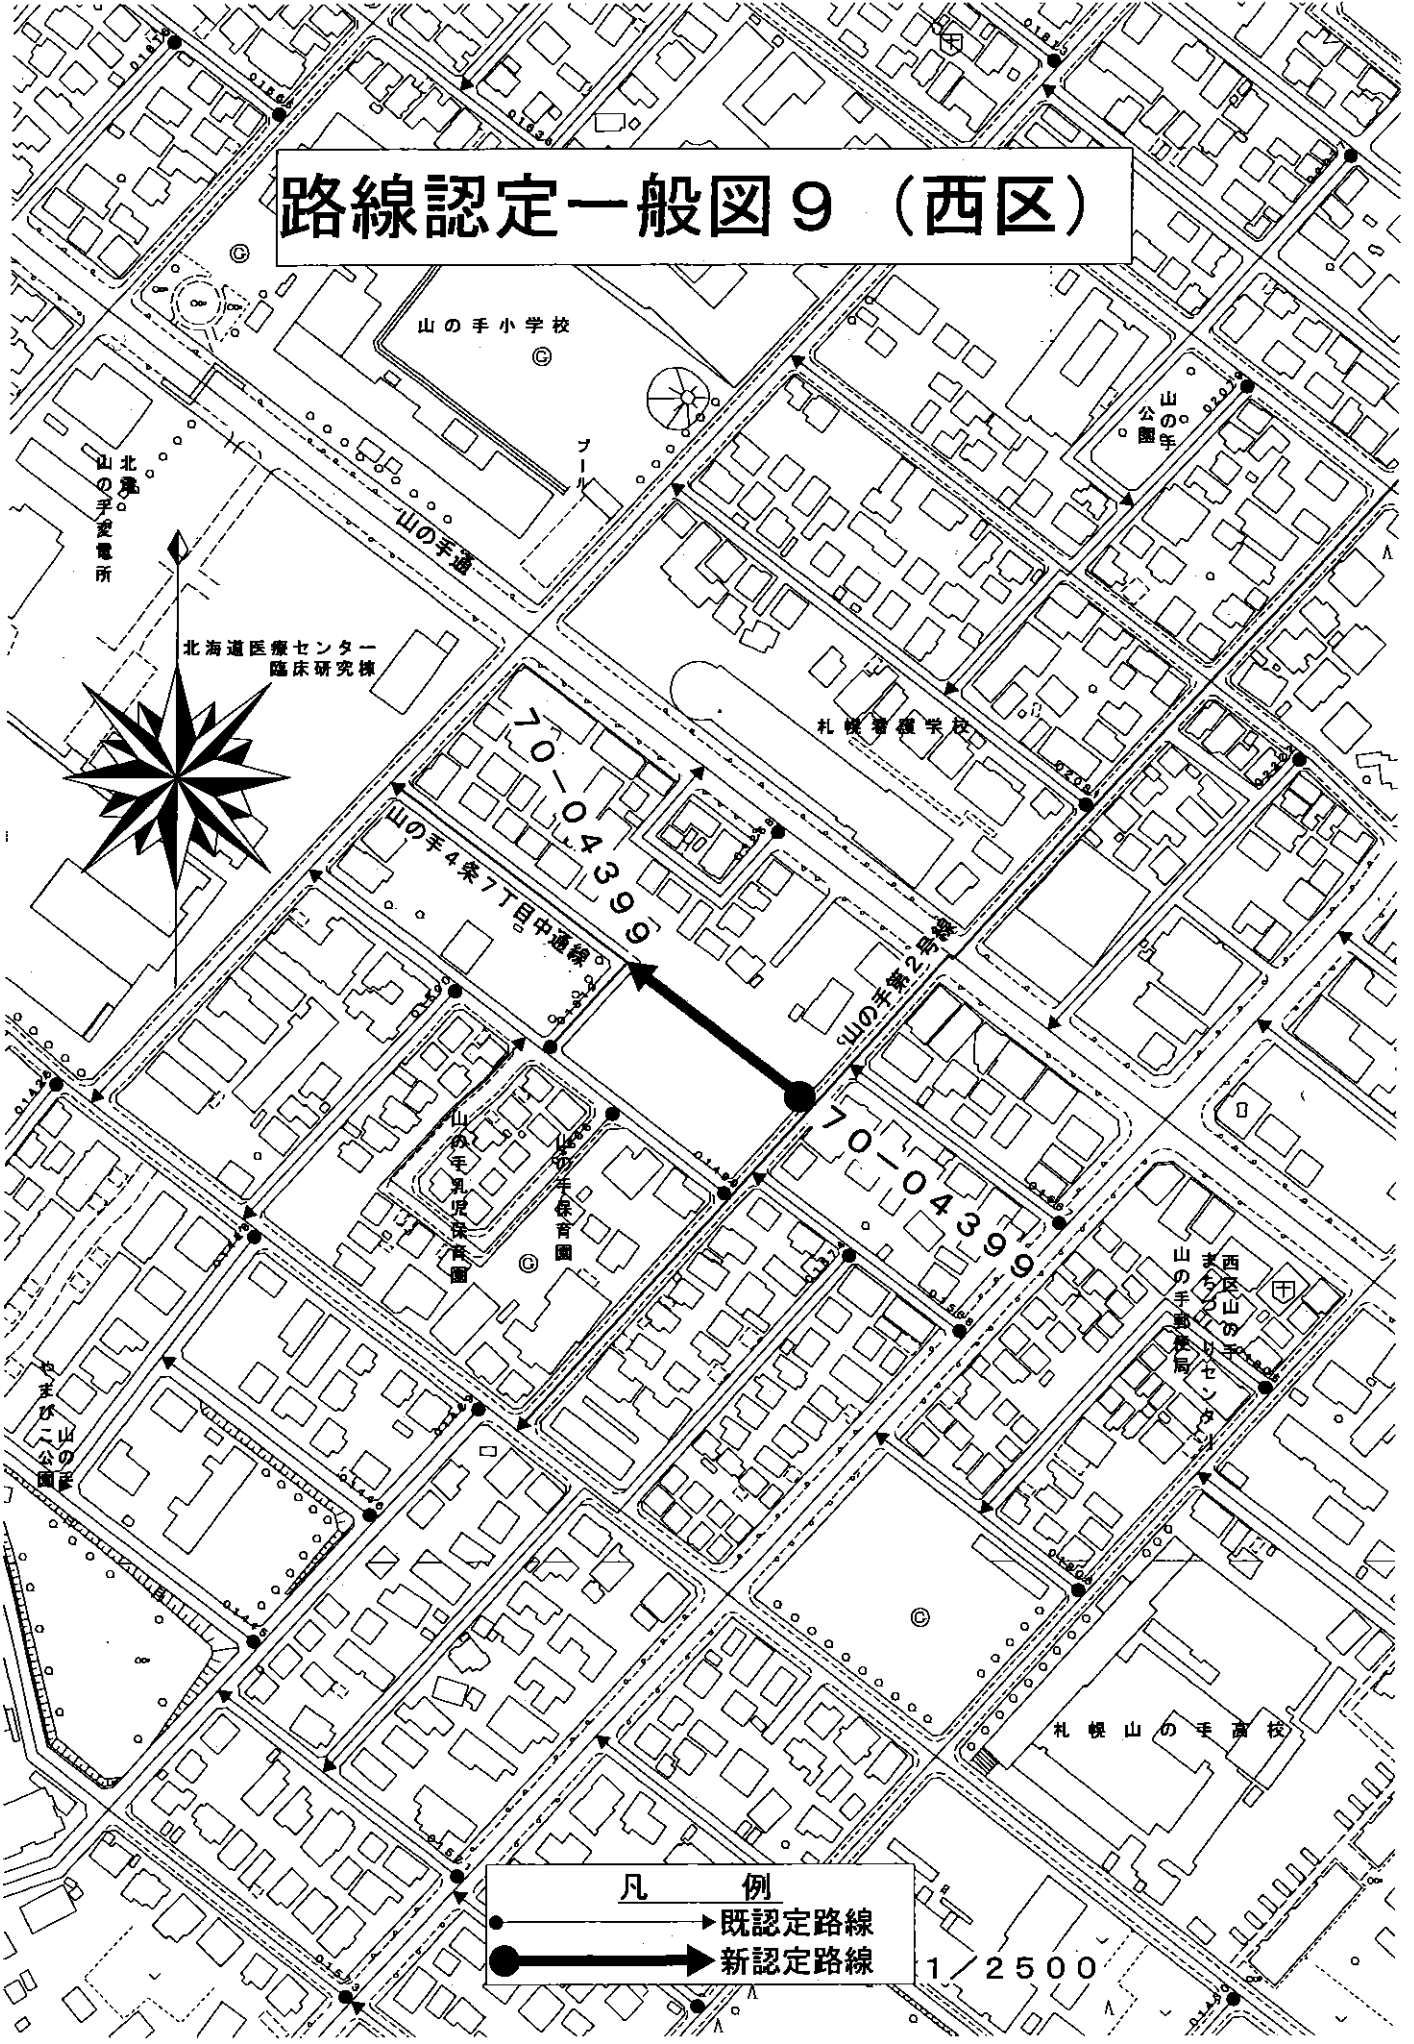 路線認定一般図９（西区）
山の手小学校
プール
山の手
公園
北電
山の手変電所
山の手通
北海道医療センター
臨床研究棟
札幌看護学校
70-04399
山の手4条7丁目中通線
山の手第2号線
70-04399
山の手乳児保育園
山の手保育園
西区山の手
まちづくりセンター
山の手郵便局
山の手
やまびこ公園
札幌山の手高校
凡　例
既認定路線
新認定路線
1／2500